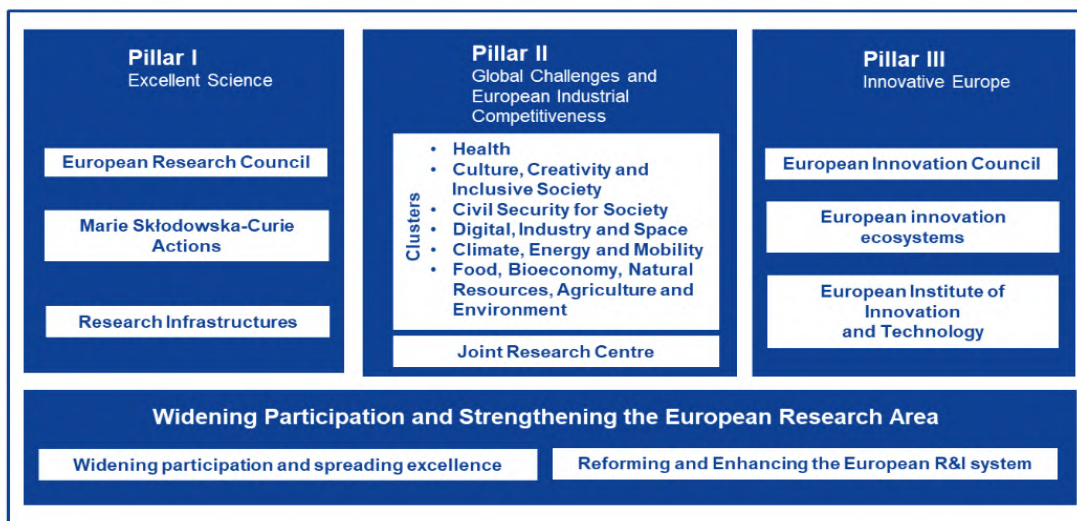 Pillar I
Excellent Science
European Research Council
Marie Skłodowska-Curie
Actions
Research Infrastructures
Pillar II
Global Challenges and
European Industrial
Competitiveness
Clusters
• Health
• Culture, Creativity and
Inclusive Society
• Civil Security for Society
• Digital, Industry and Space
• Climate, Energy and Mobility
• Food, Bioeconomy, Natural
Resources, Agriculture and
Environment
Joint Research Centre
Pillar III
Innovative Europe
European Innovation Council
European innovation
ecosystems
European Institute of
Innovation
and Technology
Widening Participation and Strengthening the European Research Area
Widening participation and spreading excellence
Reforming and Enhancing the European R&I system